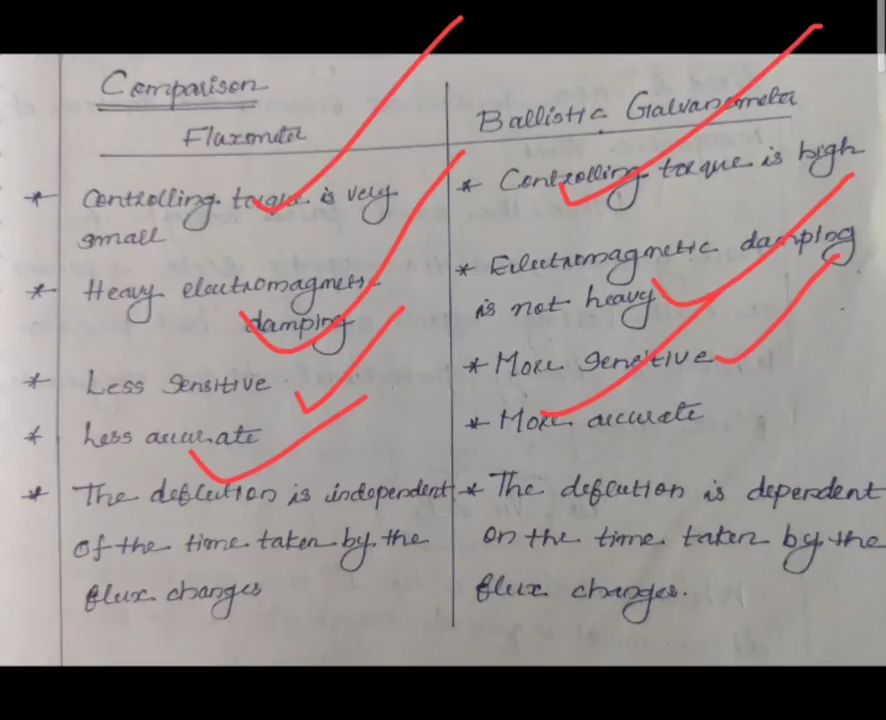 Comparison
Fluxometer
* Controlling torque is very
small
* Heavy electromagnetic
damping
* Less sensitive
* Less accurate
* The deflection is independent
of the time taken by the
flux changes
Ballistic Galvanometer
* Controlling torque is high
* Electromagnetic damping
is not heavy
* More sensitive
* More accurate
* The deflection is dependent
on the time taken by the
flux changes.